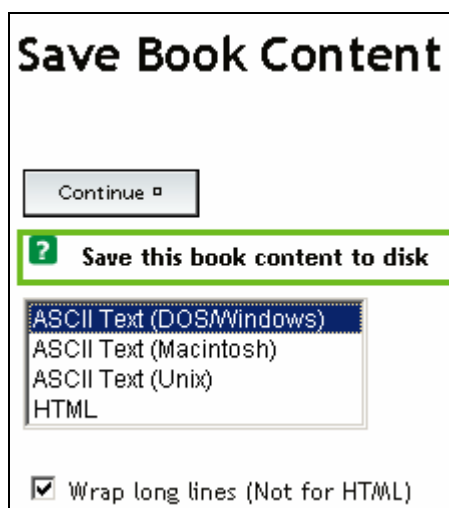 Save Book Content
Continue
? Save this book content to disk
ASCII Text (DOS/Windows)
ASCII Text (Macintosh)
ASCII Text (Unix)
HTML
Wrap long lines (Not for HTML)